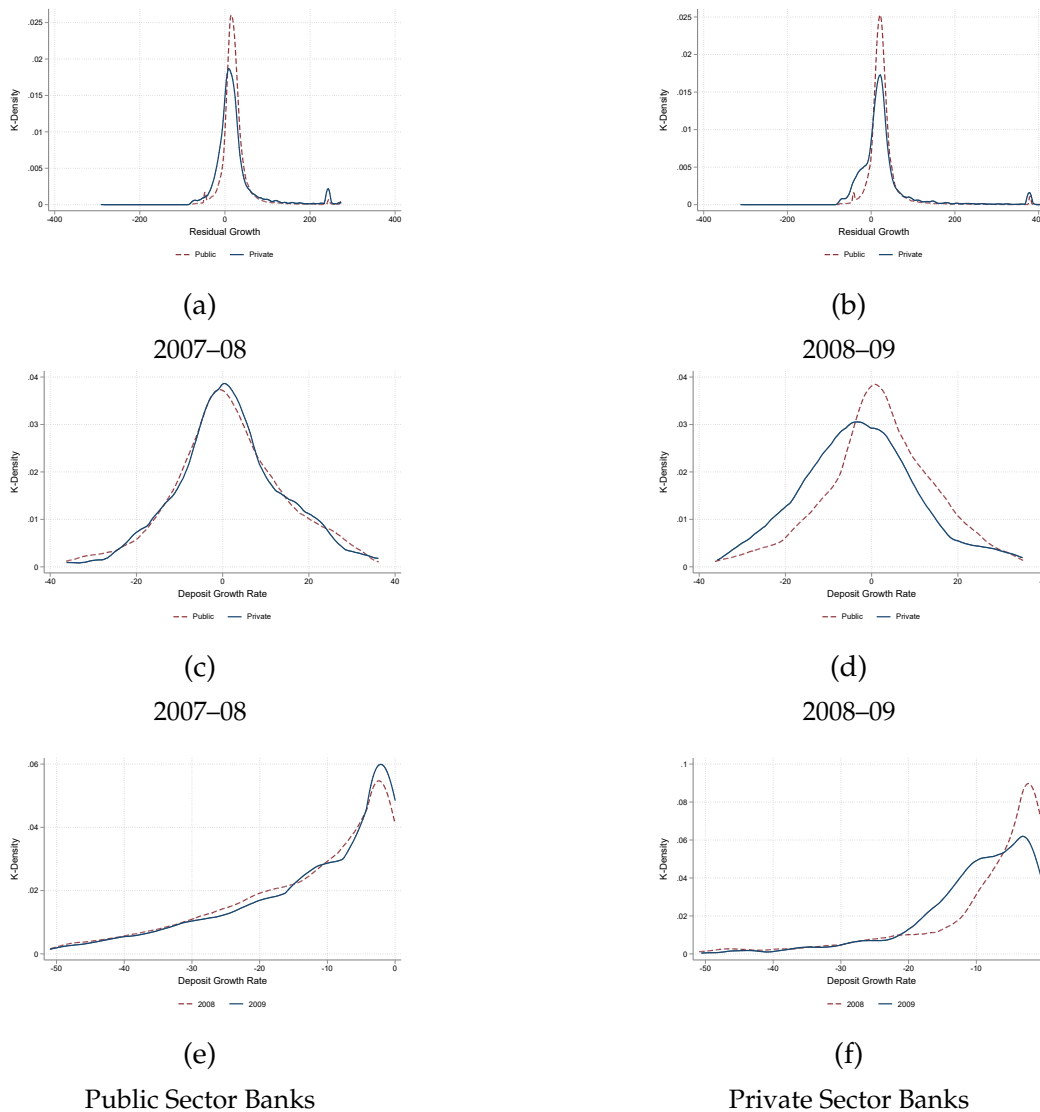 .025
.02
.015
.01
.005
0
K-Density
-400 -200 0 200 400
Residual Growth
Public Private
(a)
2007–08
.025
.02
.015
.01
.005
0
K-Density
-400 -200 0 200 400
Residual Growth
Public Private
(b)
2008–09
.04
.03
.02
.01
0
K-Density
-40 -20 0 20 40
Deposit Growth Rate
Public Private
(c)
2007–08
.04
.03
.02
.01
0
K-Density
-40 -20 0 20
Deposit Growth Rate
Public Private
(d)
2008–09
.06
.04
.02
0
K-Density
-50 -40 -30 -20 -10 0
Deposit Growth Rate
2008 2009
(e)
Public Sector Banks
.1
.08
.06
.04
.02
0
K-Density
-50 -40 -30 -20 -10
Deposit Growth Rate
2008 2009
(f)
Private Sector Banks